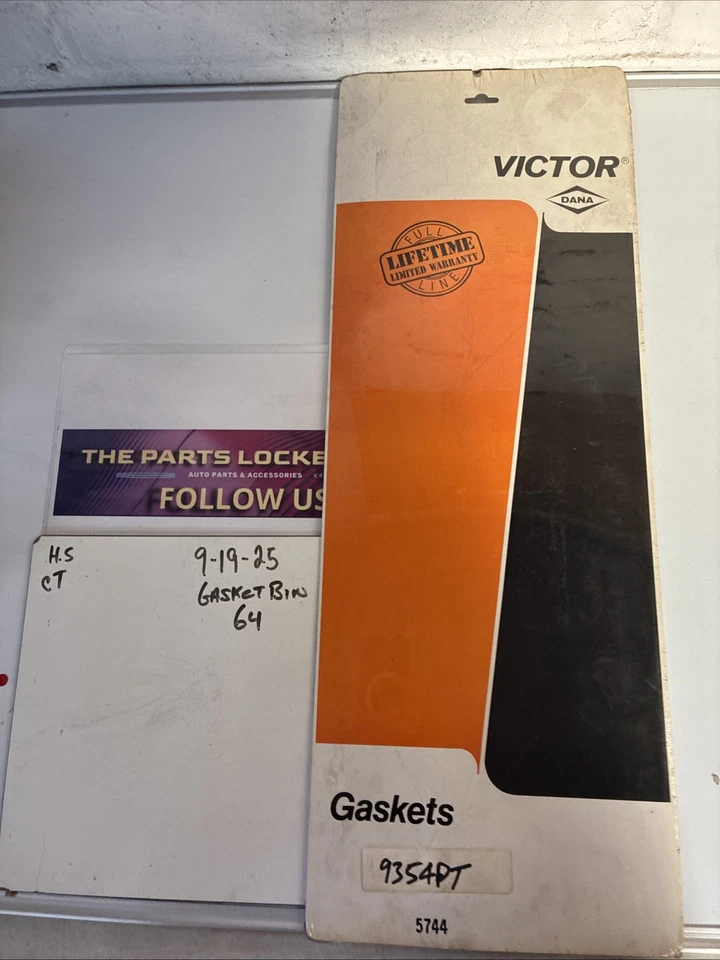 VICTOR®
DANA
FULL
LIFETIME
LIMITED WARRANTY
LINE
THE PARTS LOCKE
AUTO PARTS & ACCESSORIES
FOLLOW US
H.S
CT
9-19-25
GASKET BIN
64
Gaskets
9354PT
5744